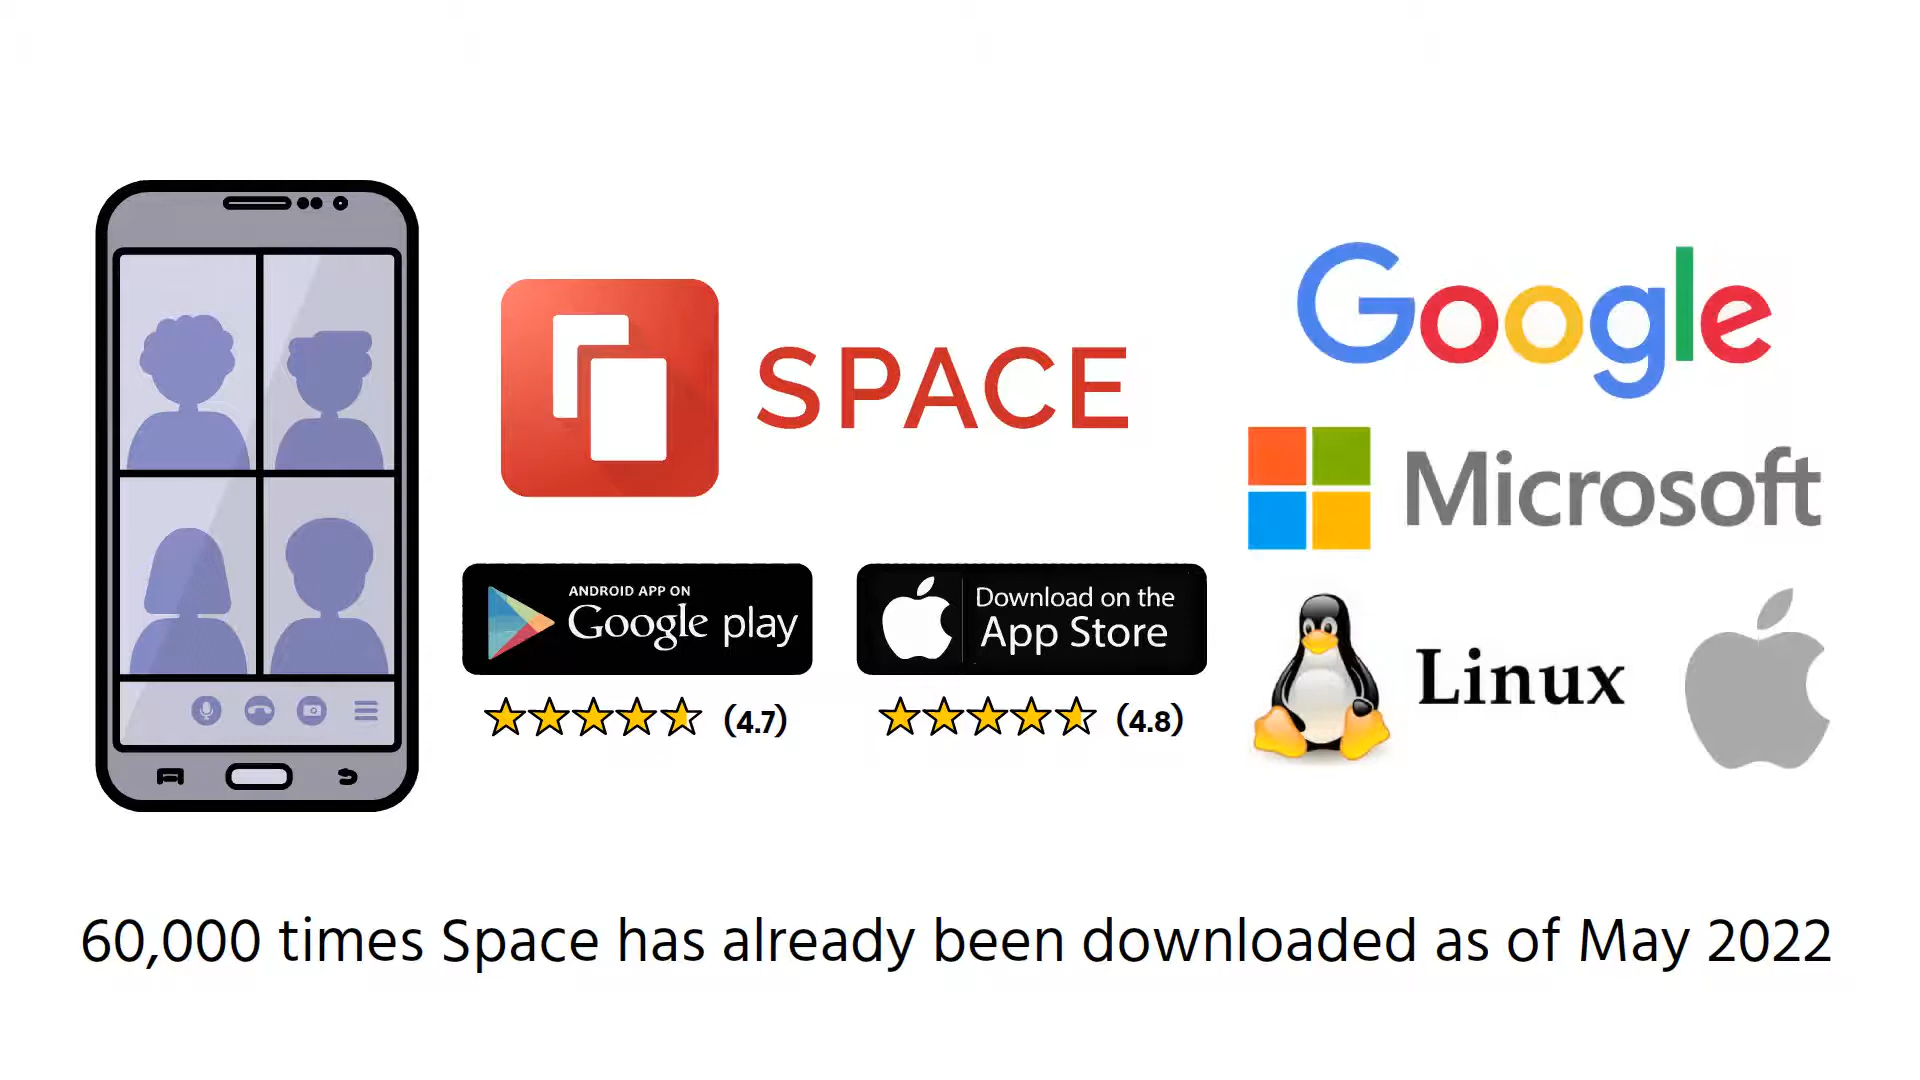 SPACE
ANDROID APP ON
Google play
(4.7)
Download on the
App Store
(4.8)
Google
Microsoft
Linux
60,000 times Space has already been downloaded as of May 2022